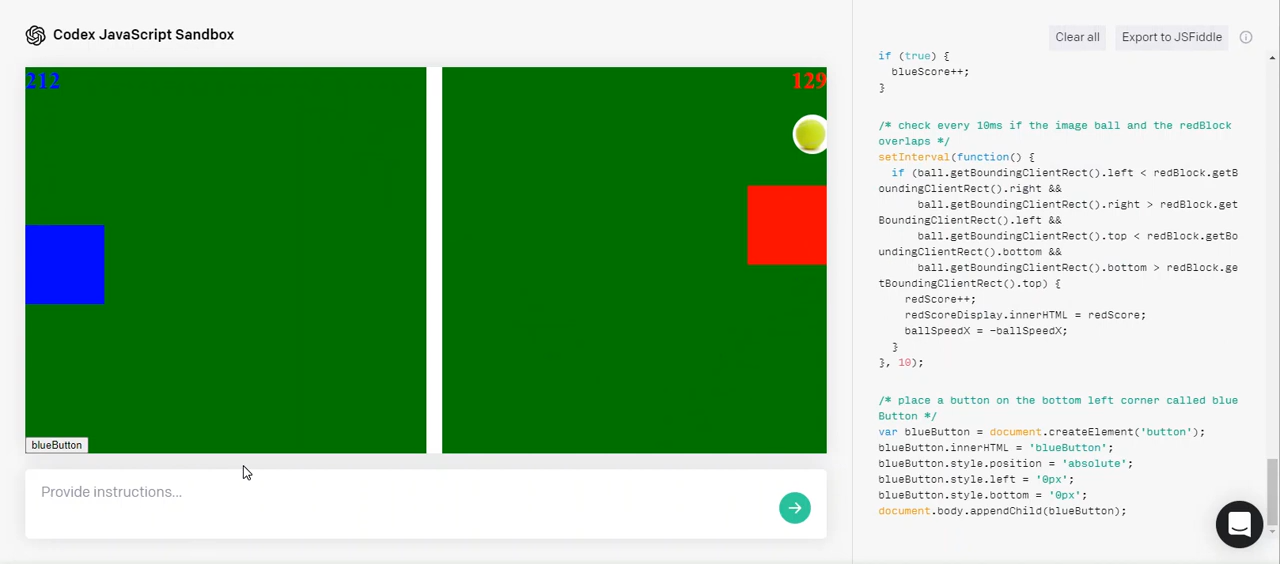 Codex JavaScript Sandbox
Clear all
Export to JSFiddle
212
129
blueButton
Provide instructions...
if (true) {
blueScore++;
}
/* check every 10ms if the image ball and the redBlock
overlaps */
setInterval(function() {
if (ball.getBoundingClientRect().left < redBlock.getB
oundingClientRect().right &&
ball.getBoundingClientRect().right > redBlock.get
BoundingClientRect().left &&
ball.getBoundingClientRect().top < redBlock.getBo
undingClientRect().bottom &&
ball.getBoundingClientRect().bottom > redBlock.ge
tBoundingClientRect().top) {
redScore++;
redScoreDisplay.innerHTML = redScore;
ballSpeedX = -ballSpeedX;
}
}, 10);
/* place a button on the bottom left corner called blue
Button */
var blueButton = document.createElement('button');
blueButton.innerHTML = 'blueButton';
blueButton.style.position = 'absolute';
blueButton.style.left = '0px';
blueButton.style.bottom = '0px';
document.body.appendChild(blueButton);